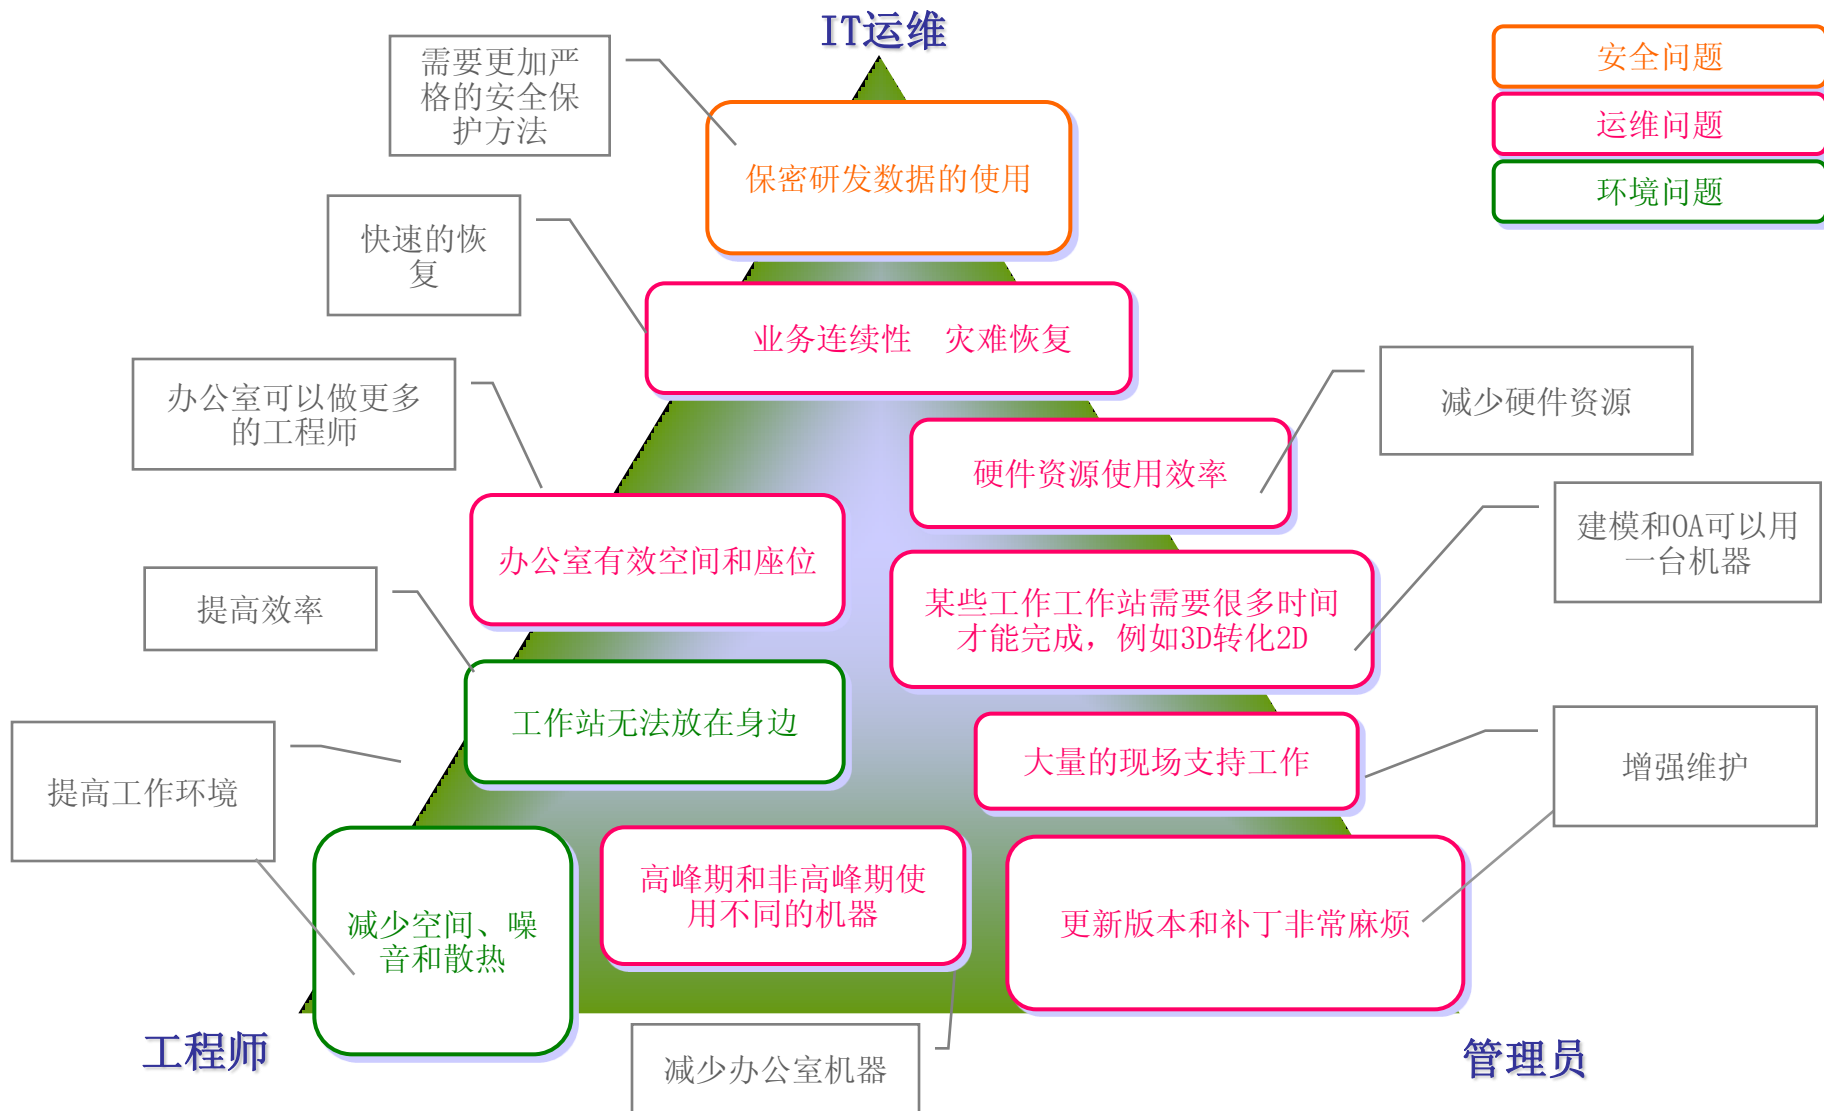 IT运维
需要更加严
格的安全保
护方法
安全问题
运维问题
环境问题
保密研发数据的使用
快速的恢
复
业务连续性　灾难恢复
办公室可以做更多
的工程师
减少硬件资源
硬件资源使用效率
建模和OA可以用
一台机器
办公室有效空间和座位
提高效率
某些工作工作站需要很多时间
才能完成，例如3D转化2D
工作站无法放在身边
提高工作环境
大量的现场支持工作
增强维护
减少空间、噪
音和散热
高峰期和非高峰期使
用不同的机器
更新版本和补丁非常麻烦
工程师
减少办公室机器
管理员